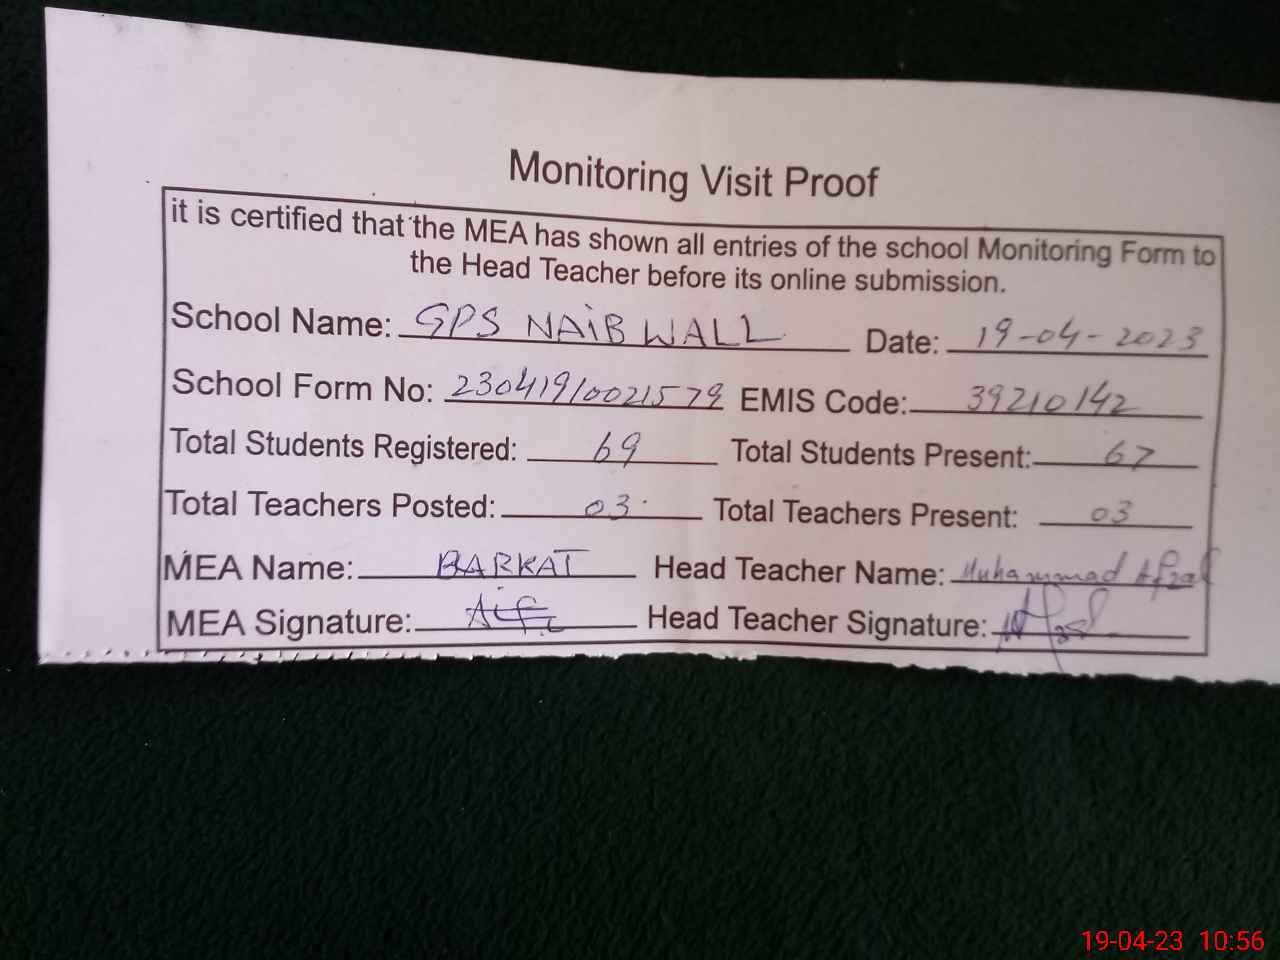 Monitoring Visit Proof
it is certified that the MEA has shown all entries of the school Monitoring Form to
the Head Teacher before its online submission.
School Name: GPS NAIB WALL Date: 19-04-2023
School Form No: 23041910021579 EMIS Code: 39210142
Total Students Registered: 69 Total Students Present: 67
Total Teachers Posted: 03 Total Teachers Present: 03
MEA Name: BARKAT Head Teacher Name: Muhammad Afzal
MEA Signature: Head Teacher Signature:
19-04-23 10:56